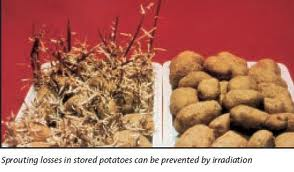 Sprouting losses in stored potatoes can be prevented by irradiation